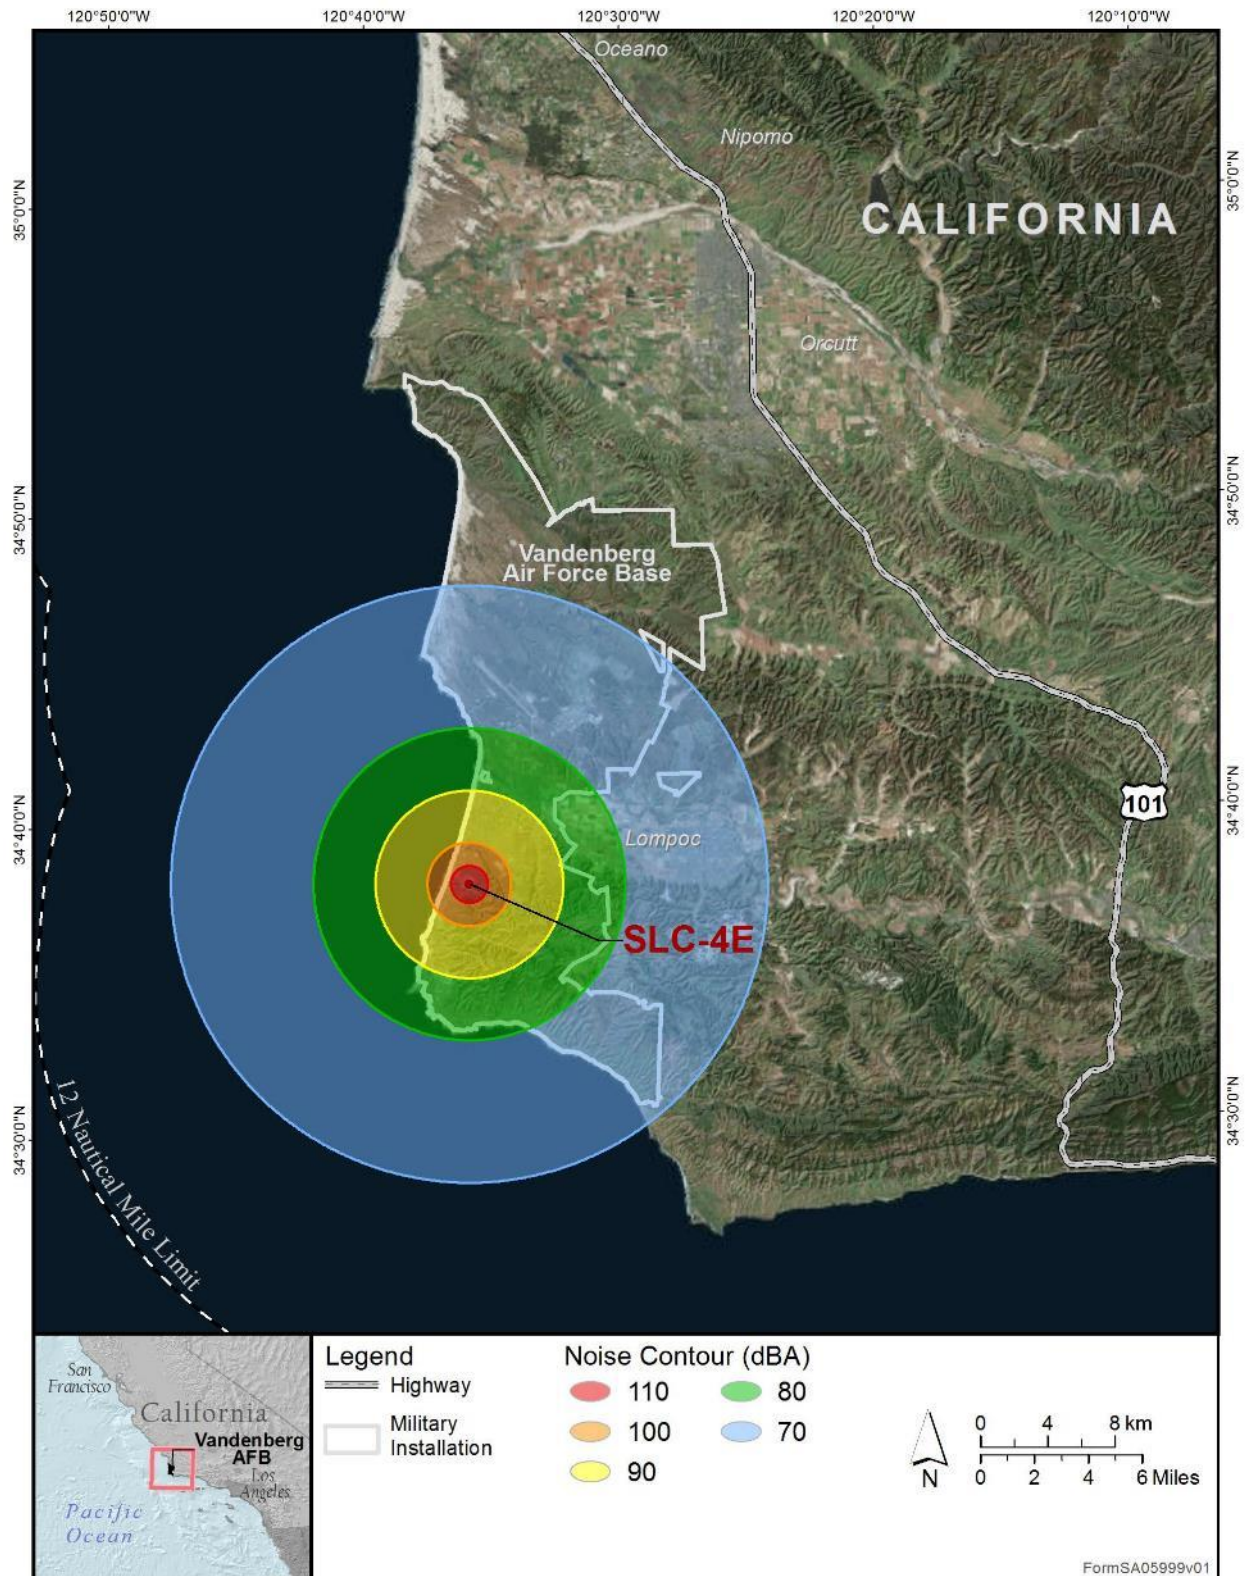 120°50'0"W
120°40'0"W
120°30'0"W
120°20'0"W
120°10'0"W
Oceano
Nipomo
35°0'0"N
35°0'0"N
CALIFORNIA
Orcutt
34°50'0"N
34°50'0"N
Vandenberg
Air Force Base
34°40'0"N
34°40'0"N
101
Lompoc
SLC-4E
34°30'0"N
34°30'0"N
12 Nautical Mile Limit
San
Francisco
California
Vandenberg
AFB
Los
Angeles
Pacific
Ocean
Legend
Highway
Military
Installation
Noise Contour (dBA)
110
80
100
70
90
N
0 4 8 km
0 2 4 6 Miles
FormSA05999v01